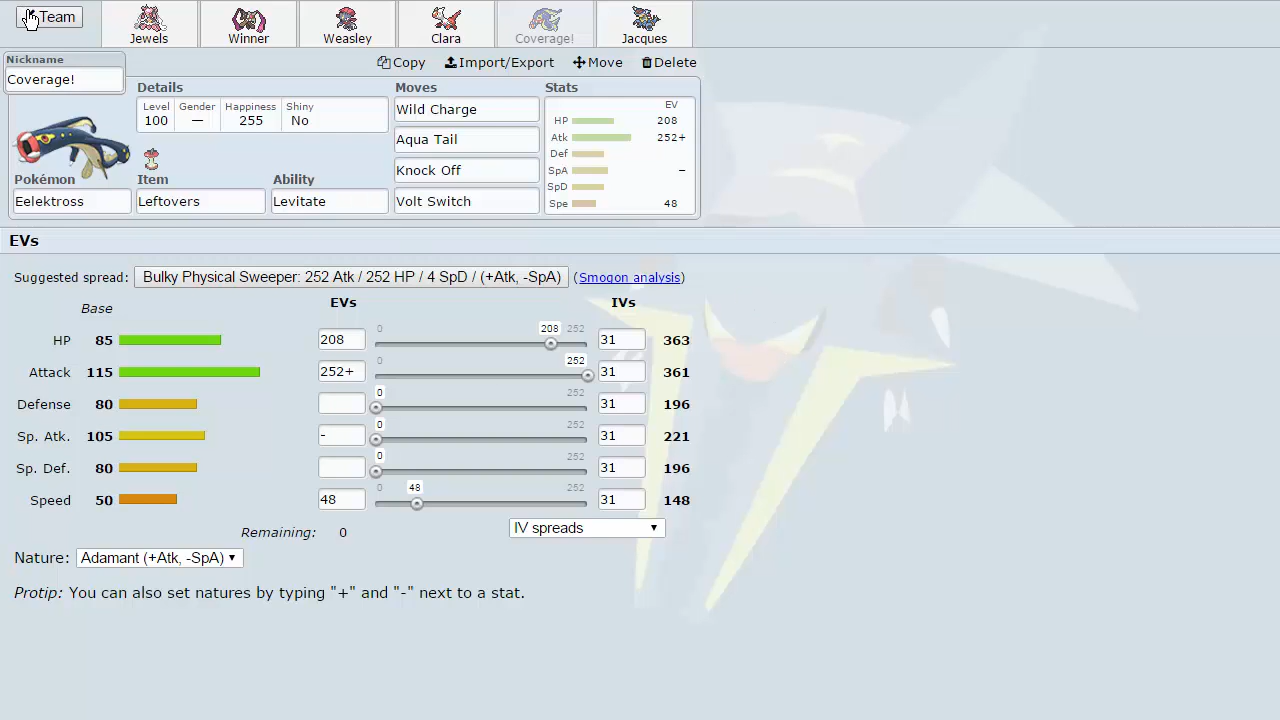 Team
Jewels
Winner
Weasley
Clara
Coverage!
Jacques
Nickname
Coverage!
Copy Import/Export Move Delete
Details
Level Gender Happiness Shiny
100 — 255 No
Pokémon
Eelektross
Item
Leftovers
Ability
Levitate
Moves
Wild Charge
Aqua Tail
Knock Off
Volt Switch
Stats
EV
HP 208
Atk 252+
Def
SpA –
SpD
Spe 48
EVs
Suggested spread: Bulky Physical Sweeper: 252 Atk / 252 HP / 4 SpD / (+Atk, -SpA) (Smogon analysis)
Base EVs IVs
HP 85 208 0 208 252 31 363
Attack 115 252+ 0 252 31 361
Defense 80 0 252 31 196
Sp. Atk. 105 - 0 252 31 221
Sp. Def. 80 0 252 31 196
Speed 50 48 0 48 252 31 148
Remaining: 0 IV spreads
Nature: Adamant (+Atk, -SpA)
Protip: You can also set natures by typing "+" and "-" next to a stat.